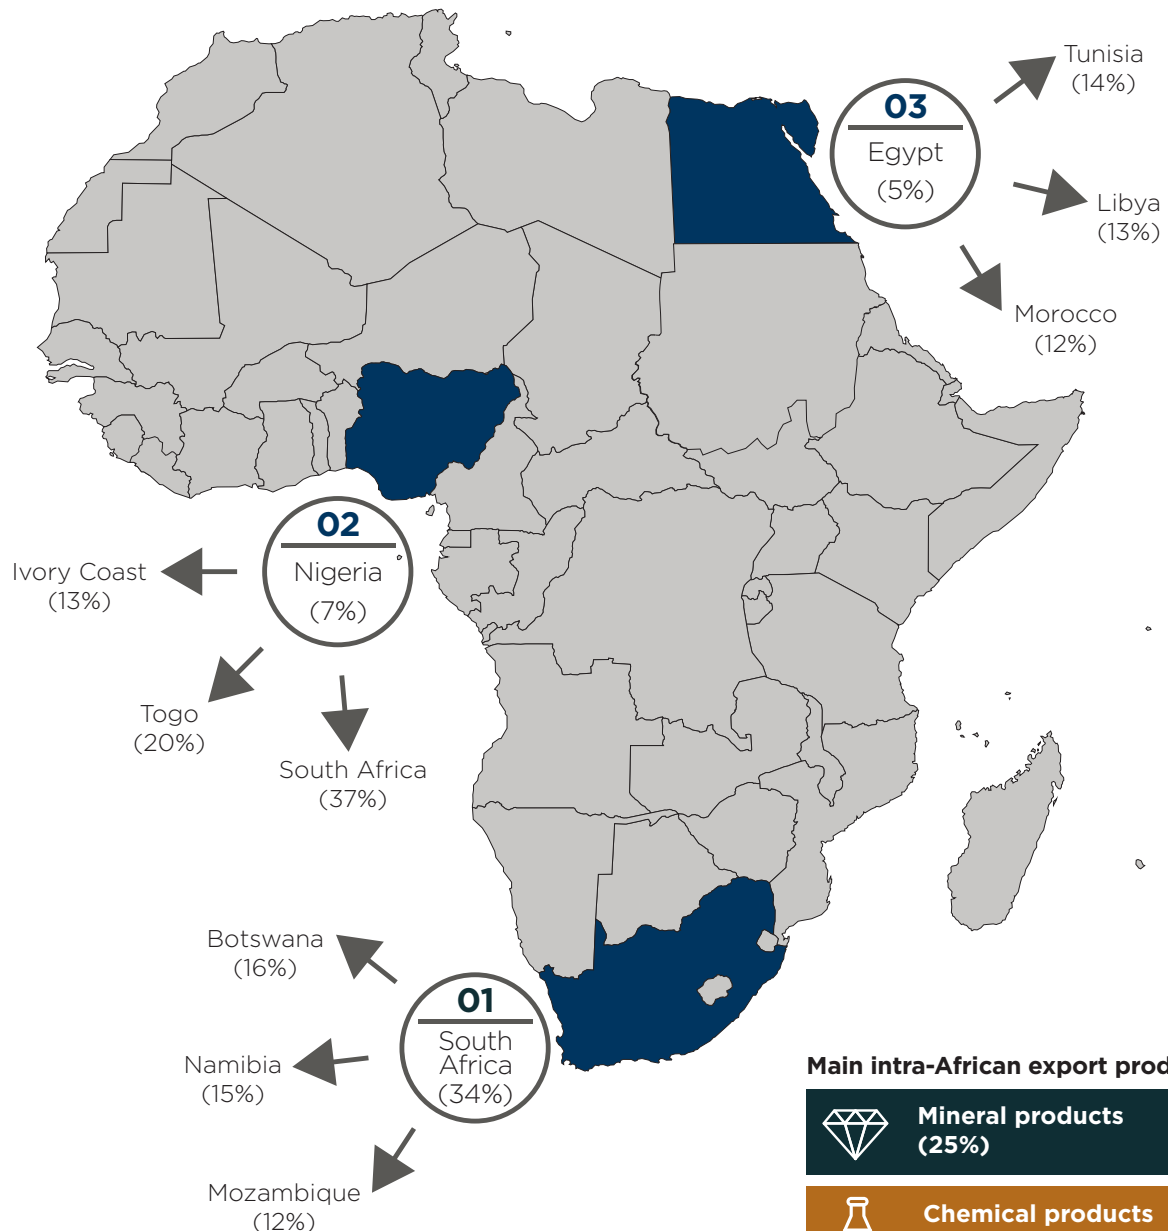 Tunisia
(14%)
03
Egypt
(5%)
Libya
(13%)
Morocco
(12%)
02
Nigeria
(7%)
Ivory Coast
(13%)
Togo
(20%)
South Africa
(37%)
Botswana
(16%)
01
South
Africa
(34%)
Namibia
(15%)
Mozambique
(12%)
Main intra-African export prod
Mineral products
(25%)
Chemical products